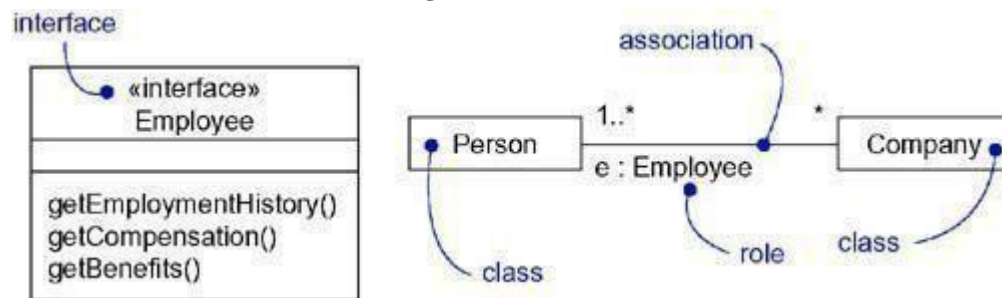 interface
«interface»
Employee
getEmploymentHistory()
getCompensation()
getBenefits()
association
1..*
*
Person
Company
e : Employee
role
class
class